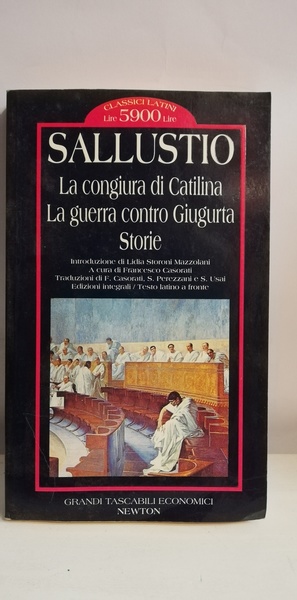 CLASSICI LATINI
Lire 5900 Lire
SALLUSTIO
La congiura di Catilina
La guerra contro Giugurta
Storie
Introduzione di Lidia Storoni Mazzolani
A cura di Francesco Casorati
Traduzioni di F. Casorati, S. Perezzani e S. Usai
Edizioni integrali / Testo latino a fronte
GRANDI TASCABILI ECONOMICI
NEWTON